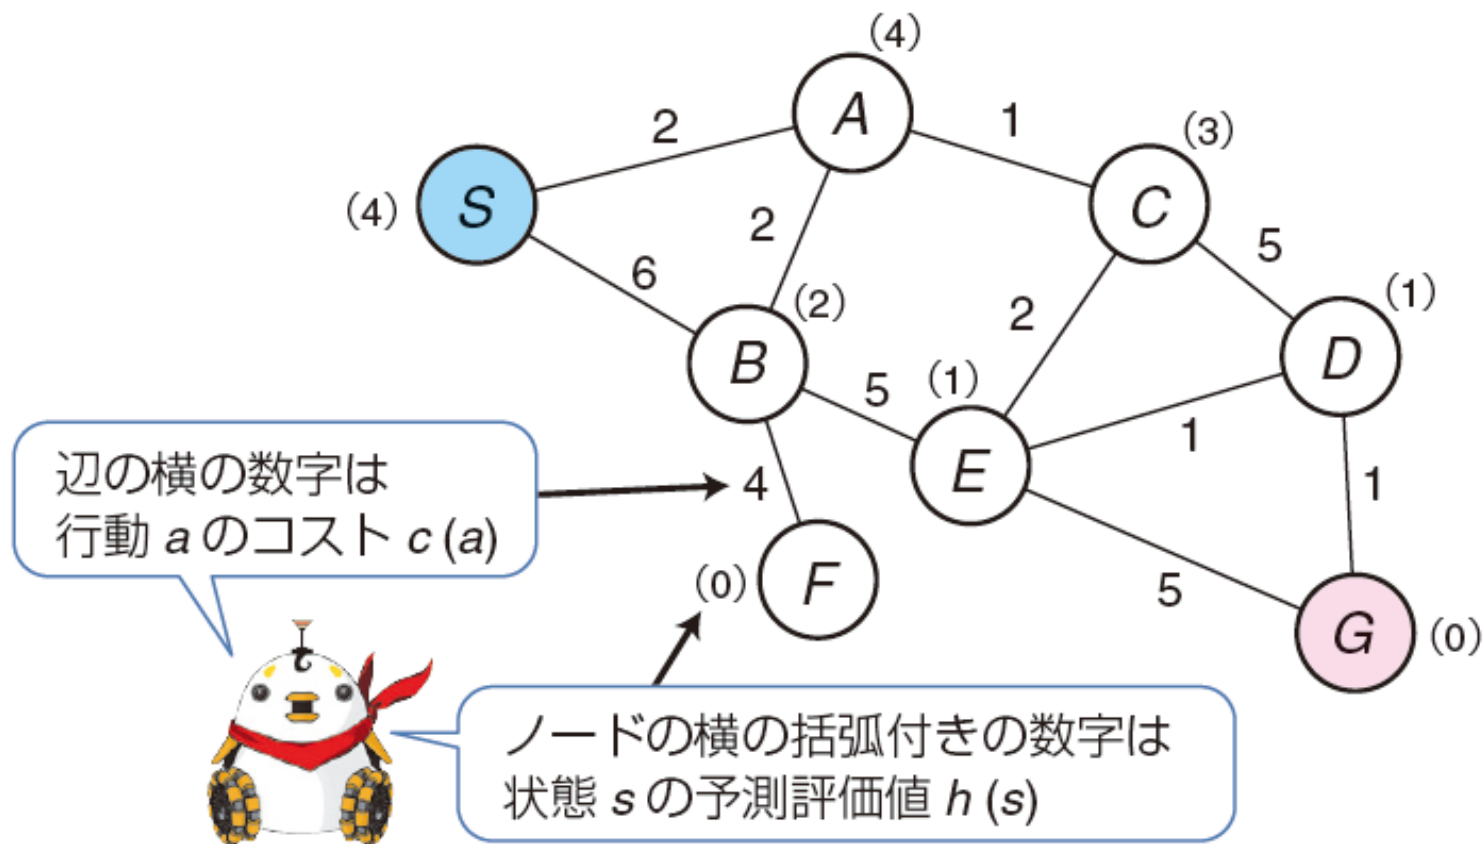 (4)
A
2
1
(3)
(4)
S
C
2
5
6
(2)
(1)
2
B
D
(1)
5
1
E
辺の横の数字は
行動 a のコスト c (a)
4
1
(0)
F
5
G
(0)
ノードの横の括弧付きの数字は
状態 s の予測評価値 h (s)